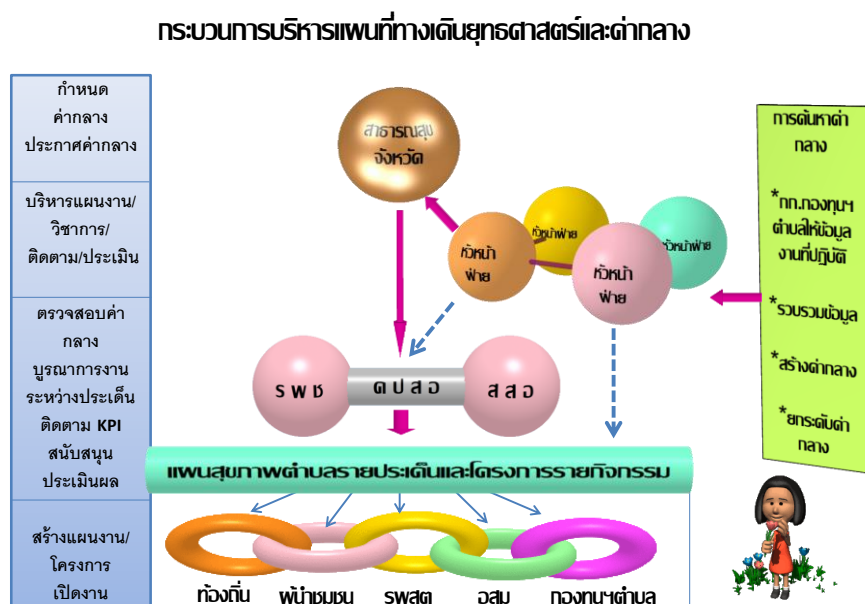 กระบวนการบริหารแผนที่ทางเดินยุทธศาสตร์และค่ากลาง
กำหนด
ค่ากลาง
ประกาศค่ากลาง
บริหารแผนงาน/
วิชาการ/
ติดตาม/ประเมิน
ตรวจสอบค่า
กลาง
บูรณาการงาน
ระหว่างประเด็น
ติดตาม KPI
สนับสนุน
ประเมินผล
สร้างแผนงาน/
โครงการ
เปิดงาน
สาธารณสุข
จังหวัด
หัวหน้า
ฝ่าย
หัวหน้าฝ่าย
หัวหน้า
ฝ่าย
หัวหน้าฝ่าย
การค้นหาค่า
กลาง
*กก.กองทุนฯ
ตำบลให้ข้อมูล
งานที่ปฏิบัติ
*รวบรวมข้อมูล
*สร้างค่ากลาง
*ยกระดับค่า
กลาง
ร พ ช
ค ป ส อ
ส ส อ
แผนสุขภาพตำบลรายประเด็นและโครงการรายกิจกรรม
ท้องถิ่น
ผู้นำชุมชน
รพสต
อสม
กองทุนฯตำบล